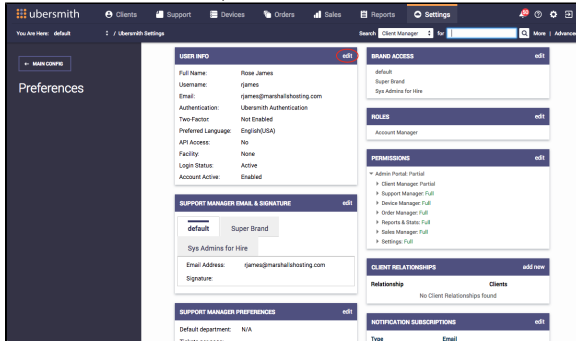 ubersmith
Clients
Support
Devices
Orders
Sales
Reports
Settings
You Are Here: default
/ Ubersmith Settings
Search Client Manager for
More | Advance
← MAIN CONFIG
Preferences
USER INFO edit
Full Name: Rose James
Username: rjames
Email: rjames@marshallshosting.com
Authentication: Ubersmith Authentication
Two-Factor: Not Enabled
Preferred Language: English(USA)
API Access: No
Facility: None
Login Status: Active
Account Active: Enabled
SUPPORT MANAGER EMAIL & SIGNATURE edit
default Super Brand
Sys Admins for Hire
Email Address: rjames@marshallshosting.com
Signature:
SUPPORT MANAGER PREFERENCES edit
Default department: N/A
BRAND ACCESS edit
default
Super Brand
Sys Admins for Hire
ROLES edit
Account Manager
PERMISSIONS edit
Admin Portal: Partial
Client Manager: Partial
Support Manager: Full
Device Manager: Full
Order Manager: Full
Reports & Stats: Full
Sales Manager: Full
Settings: Full
CLIENT RELATIONSHIPS add new
Relationship Clients
No Client Relationships found
NOTIFICATION SUBSCRIPTIONS edit
Type Email